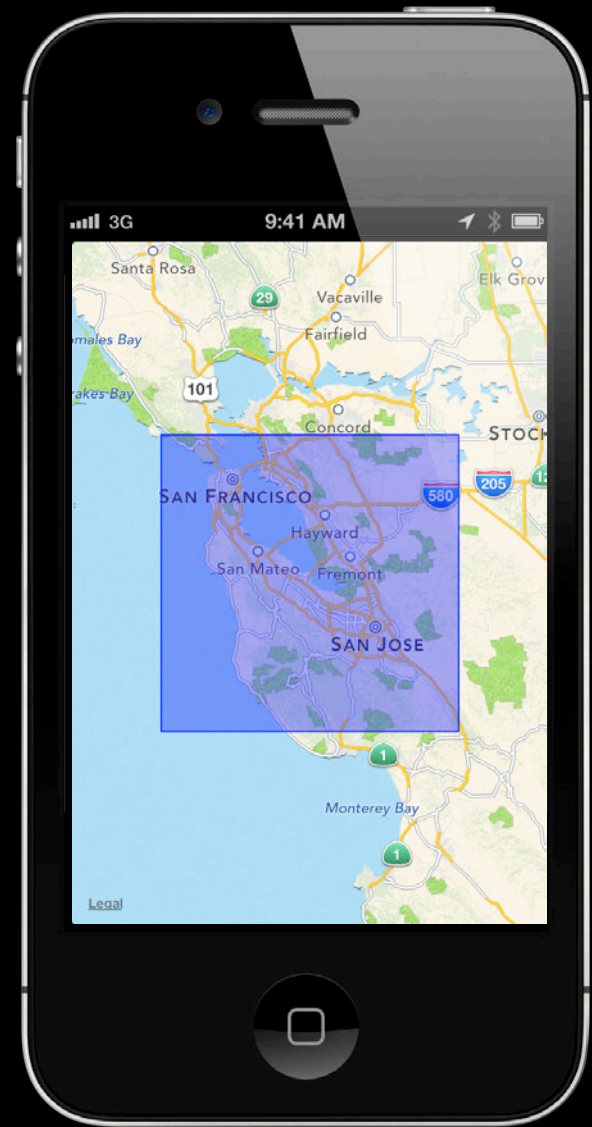 3G 9:41 AM
Santa Rosa
Elk Grov
29
Vacaville
Fairfield
omales Bay
rakes Bay
101
Concord
STOCK
205
580
SAN FRANCISCO
Hayward
San Mateo
Fremont
SAN JOSE
1
Monterey Bay
1
Legal